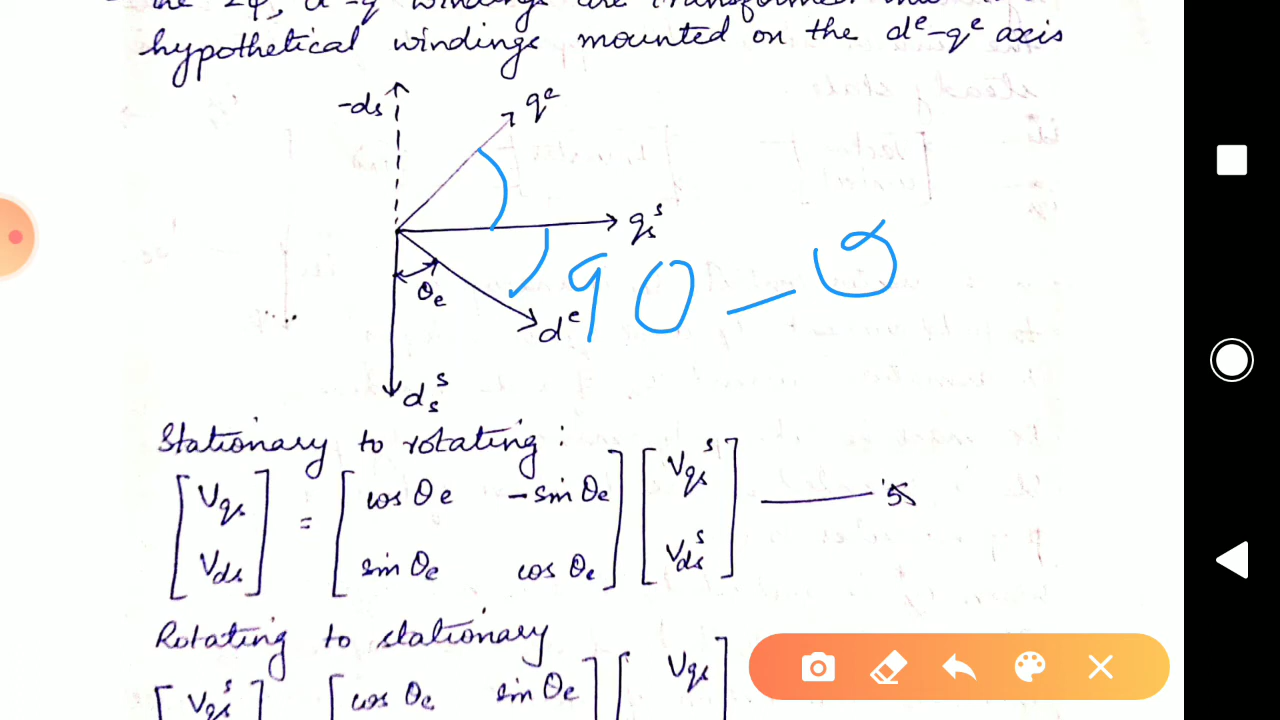 hypothetical windings mounted on the dᵉ-qᵉ axis
-ds
qᵉ
qₛˢ
θe
dᵉ
90 - θ
dₛˢ
Stationary to rotating :
[Vqs Vds] = [cos θe -sin θe sin θe cos θe] [Vqsˢ Vdsˢ]
Rotating to stationary
Vqsˢ cos θe sin θe Vqs